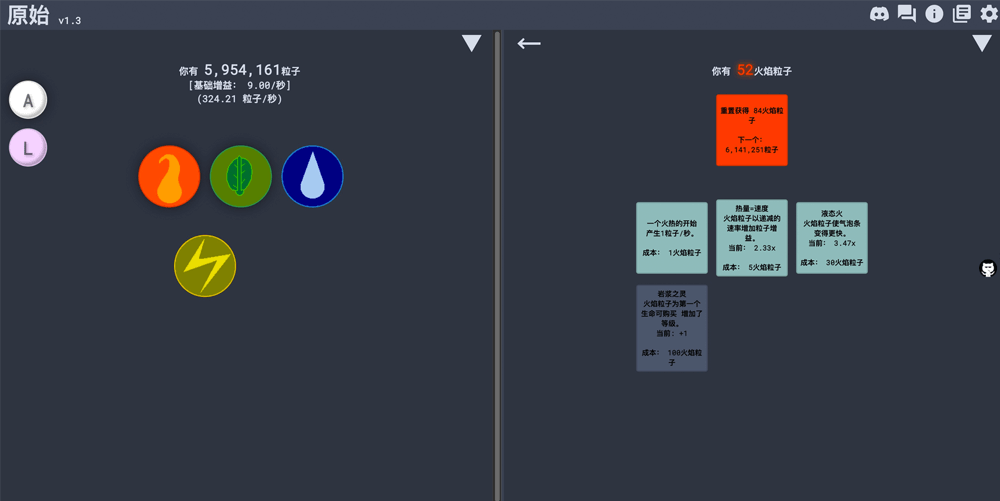 原始 v1.3
你有 5,954,161粒子
[基础增益: 9.00/秒]
(324.21 粒子/秒)
A
L
你有 52火焰粒子
重置获得 84火焰粒
子
下一个:
6,141,251粒子
一个火热的开始
产生1粒子/秒。
成本: 1火焰粒子
热量=速度
火焰粒子以递减的
速率增加粒子增
益。
当前: 2.33x
成本: 5火焰粒子
液态火
火焰粒子使气泡条
变得更快。
当前: 3.47x
成本: 30火焰粒子
岩浆之灵
火焰粒子为第一个
生命可购买 增加了
等级。
当前: +1
成本: 100火焰粒
子